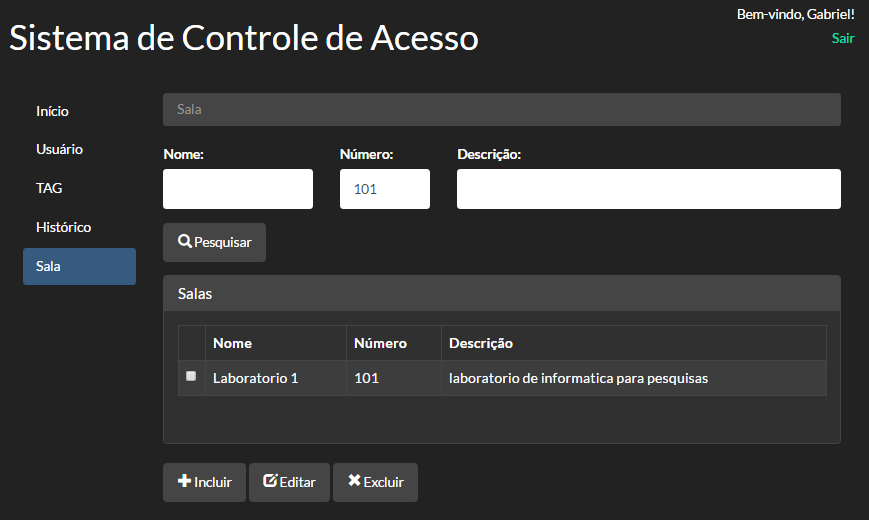 Bem-vindo, Gabriel!
Sistema de Controle de Acesso
Sair
Início
Usuário
TAG
Histórico
Sala
Sala
Nome: Número: Descrição:
101
Pesquisar
Salas
Nome Número Descrição
Laboratorio 1 101 laboratorio de informatica para pesquisas
Incluir Editar Excluir